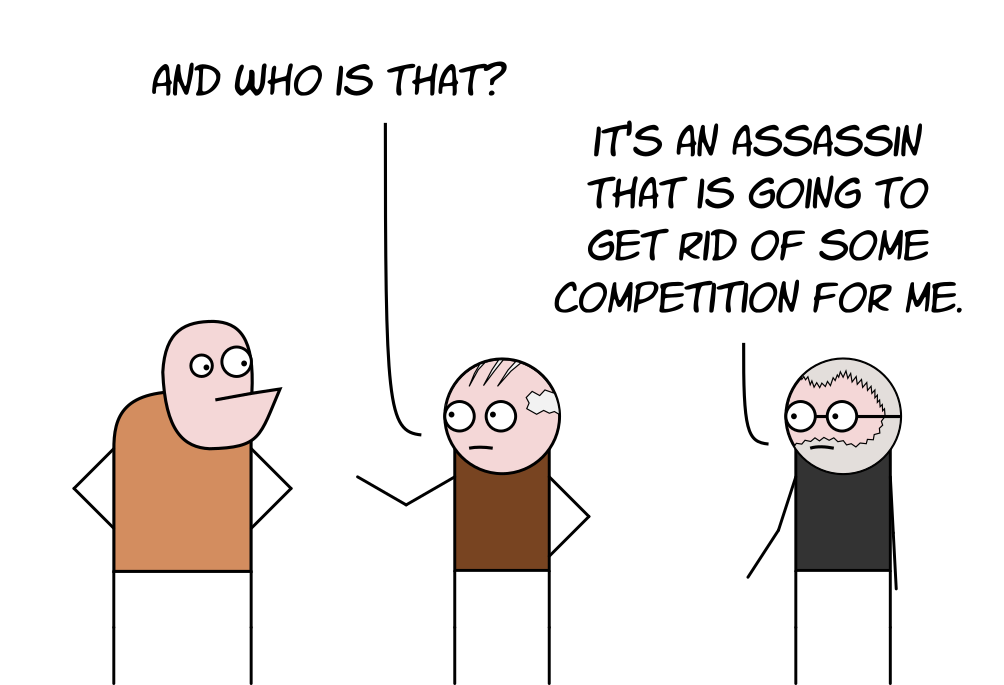 AND WHO IS THAT?
IT'S AN ASSASSIN
THAT IS GOING TO
GET RID OF SOME
COMPETITION FOR ME.